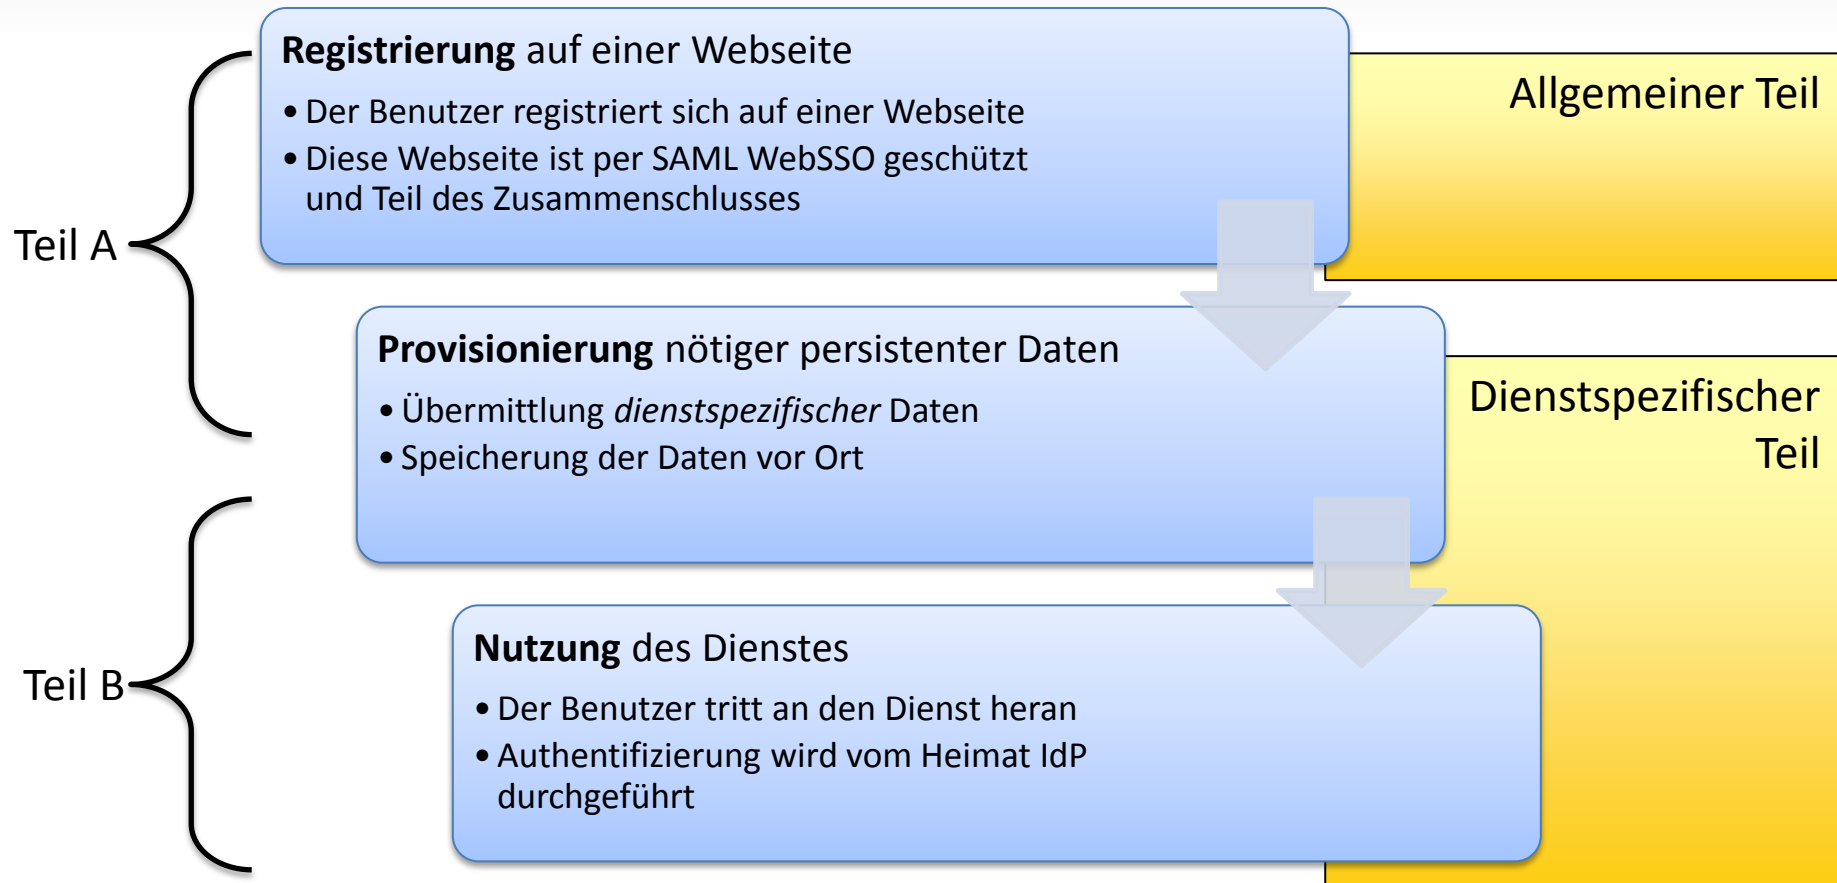 Registrierung auf einer Webseite
• Der Benutzer registriert sich auf einer Webseite
• Diese Webseite ist per SAML WebSSO geschützt
und Teil des Zusammenschlusses
Allgemeiner Teil
Teil A
Provisionierung nötiger persistenter Daten
• Übermittlung dienstspezifischer Daten
• Speicherung der Daten vor Ort
Dienstspezifischer
Teil
Teil B
Nutzung des Dienstes
• Der Benutzer tritt an den Dienst heran
• Authentifizierung wird vom Heimat IdP
durchgeführt